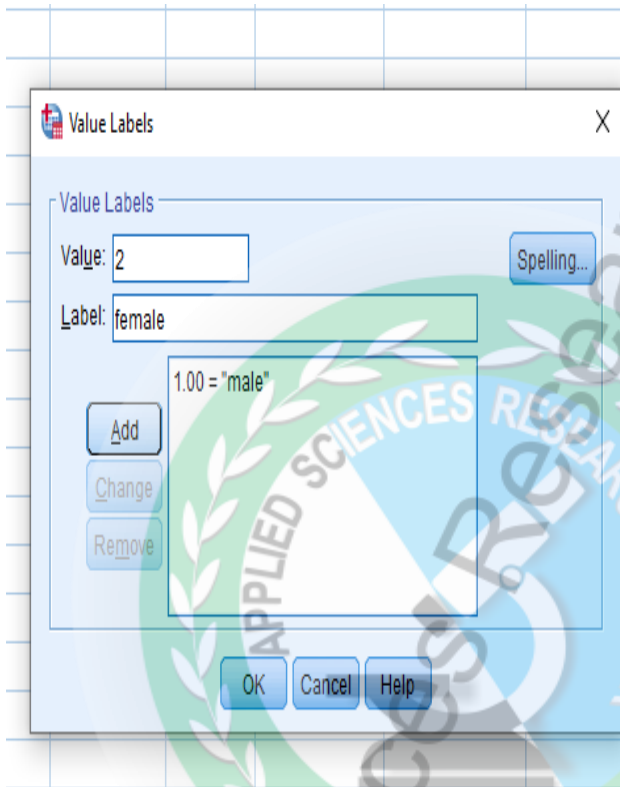 Value Labels
Value Labels
Value: 2
Spelling...
Label: female
1.00 = "male"
Add
Change
Remove
OK Cancel Help
APPLIED SCIENCES